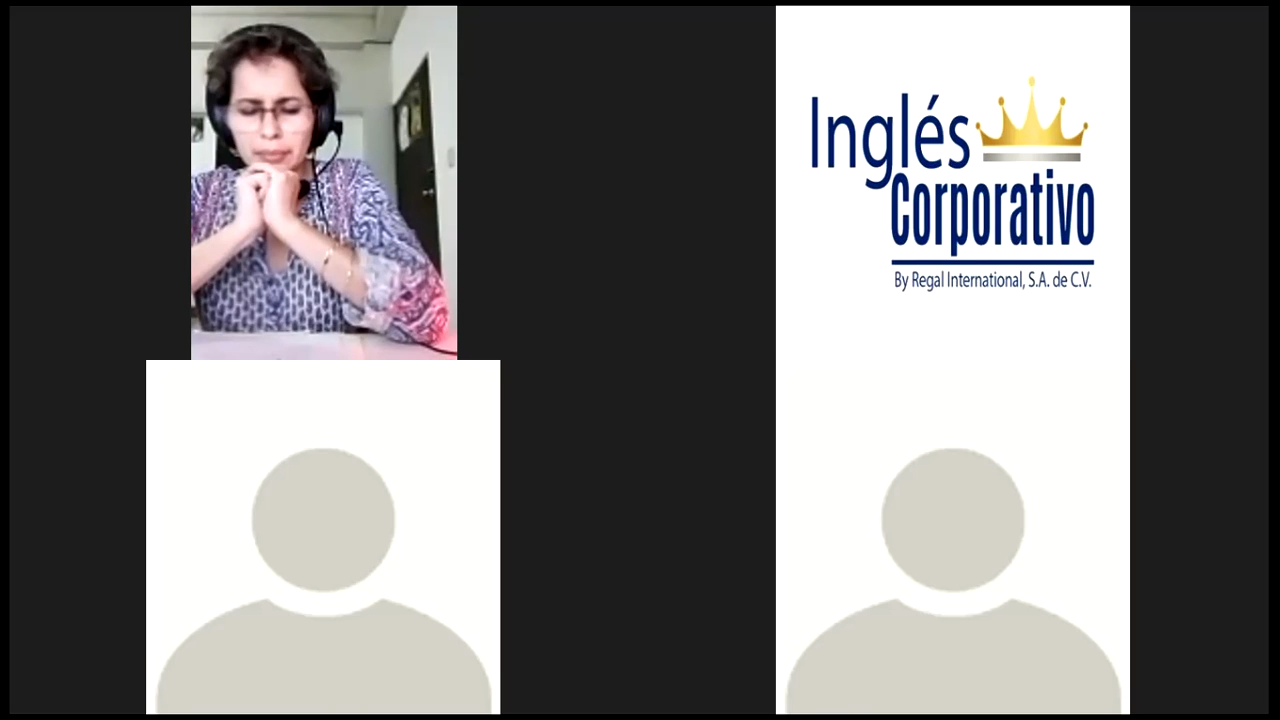 Inglés
Corporativo
By Regal International, S.A. de C.V.